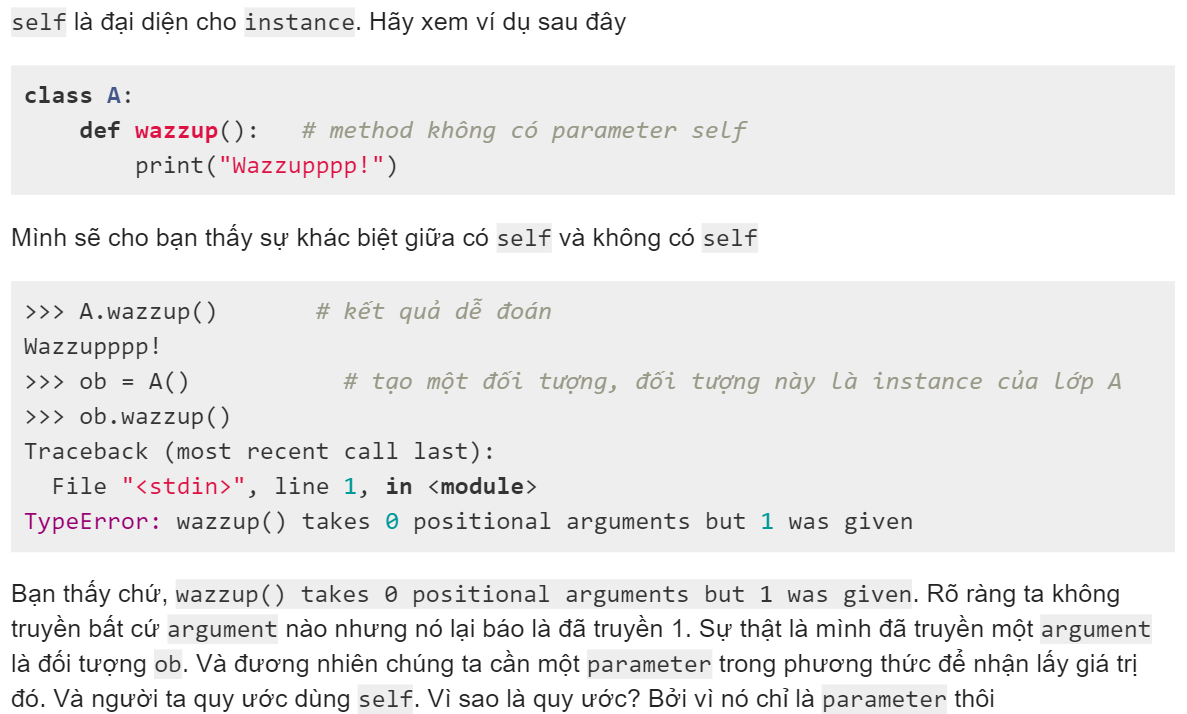 self là đại diện cho instance. Hãy xem ví dụ sau đây
class A:
    def wazzup():   # method không có parameter self
        print("Wazzupppp!")
Mình sẽ cho bạn thấy sự khác biệt giữa có self và không có self
>>> A.wazzup()       # kết quả dễ đoán
Wazzupppp!
>>> ob = A()           # tạo một đối tượng, đối tượng này là instance của lớp A
>>> ob.wazzup()
Traceback (most recent call last):
  File "<stdin>", line 1, in <module>
TypeError: wazzup() takes 0 positional arguments but 1 was given
Bạn thấy chứ, wazzup() takes 0 positional arguments but 1 was given. Rõ ràng ta không
truyền bất cứ argument nào nhưng nó lại báo là đã truyền 1. Sự thật là mình đã truyền một argument
là đối tượng ob. Và đương nhiên chúng ta cần một parameter trong phương thức để nhận lấy giá trị
đó. Và người ta quy ước dùng self. Vì sao là quy ước? Bởi vì nó chỉ là parameter thôi